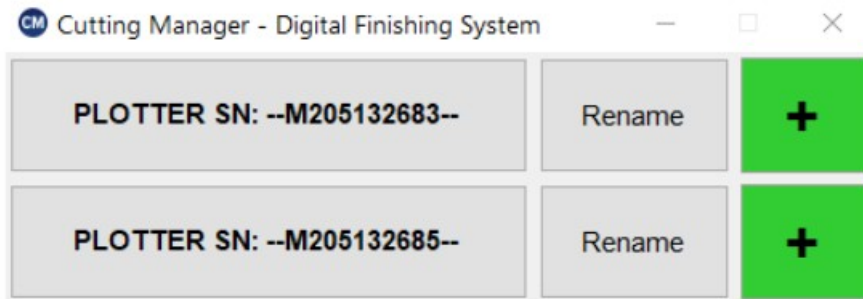 CM Cutting Manager - Digital Finishing System
PLOTTER SN: --M205132683-- Rename +
PLOTTER SN: --M205132685-- Rename +